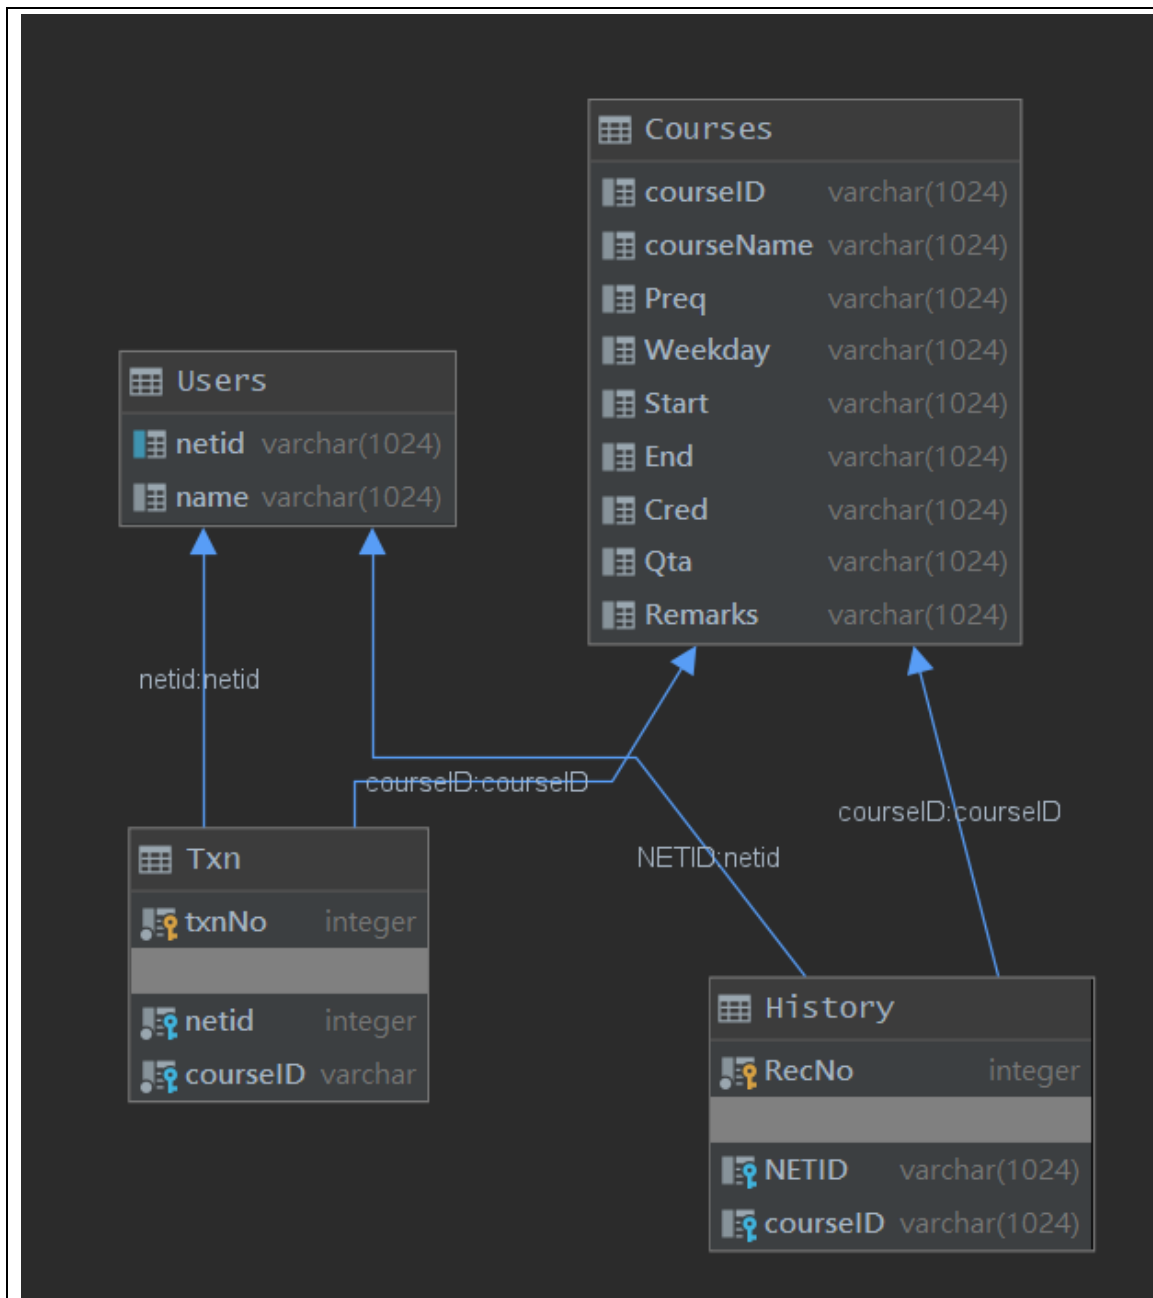 Courses
courseID varchar(1024)
courseName varchar(1024)
Preq varchar(1024)
Weekday varchar(1024)
Start varchar(1024)
End varchar(1024)
Cred varchar(1024)
Qta varchar(1024)
Remarks varchar(1024)
Users
netid varchar(1024)
name varchar(1024)
netid:netid
courseID:courseID
courseID:courseID
NETID:netid
Txn
txnNo integer
netid integer
courseID varchar
History
RecNo integer
NETID varchar(1024)
courseID varchar(1024)